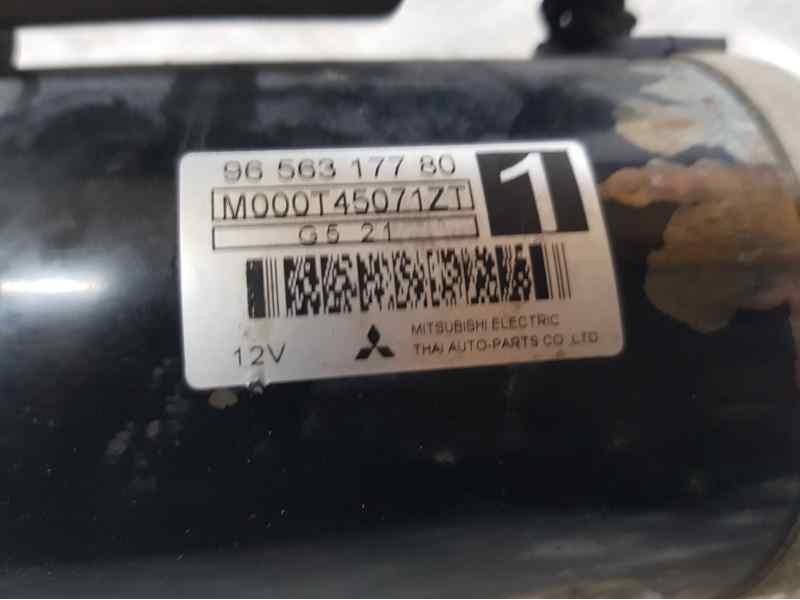 96 563 177 80
1
M000T45071ZT
G5 21
12V
MITSUBISHI ELECTRIC
THAI AUTO-PARTS CO.,LTD